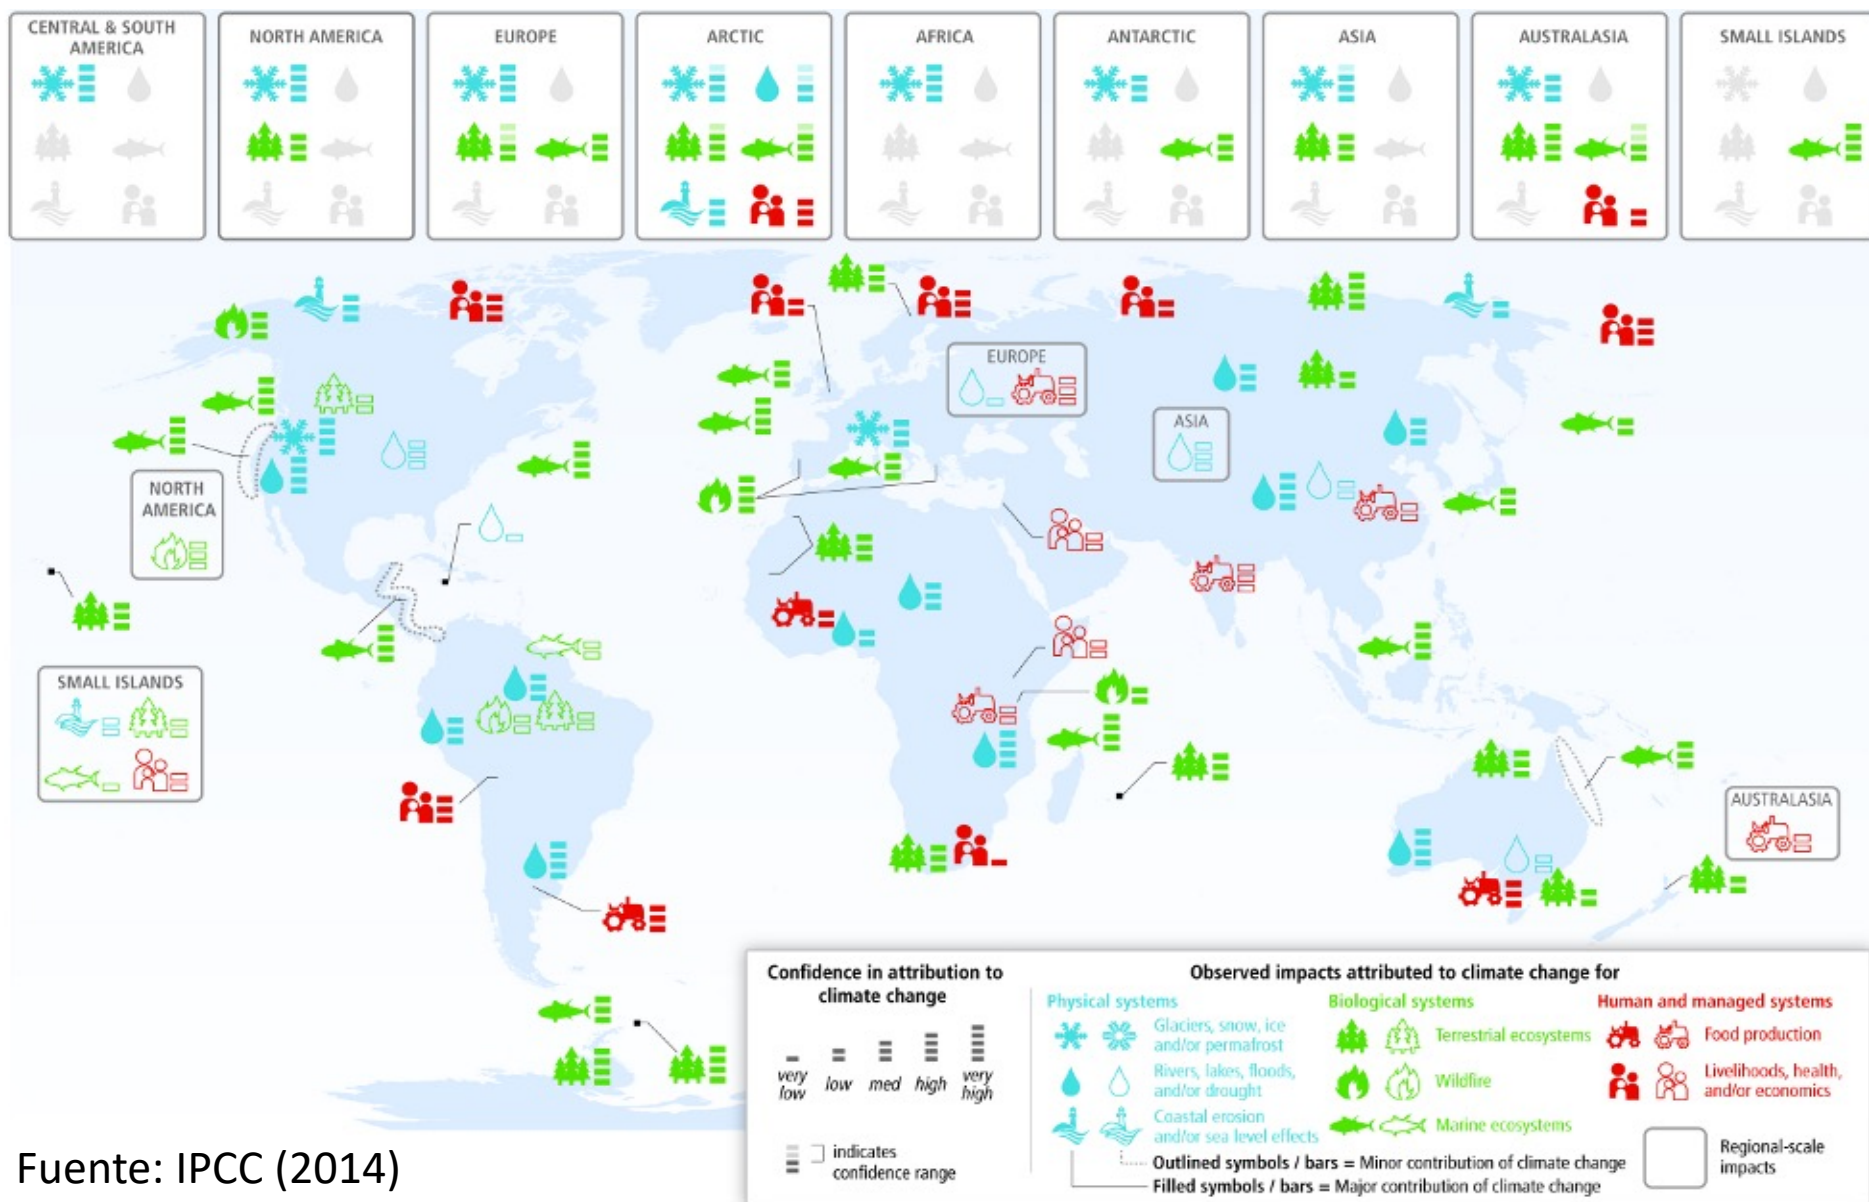 CENTRAL & SOUTH
AMERICA
NORTH AMERICA
EUROPE
ARCTIC
AFRICA
ANTARCTIC
ASIA
AUSTRALASIA
SMALL ISLANDS
EUROPE
ASIA
NORTH
AMERICA
SMALL ISLANDS
AUSTRALASIA
Confidence in attribution to
climate change
very
low
low
med
high
very
high
indicates
confidence range
Observed impacts attributed to climate change for
Physical systems
Glaciers, snow, ice
and/or permafrost
Rivers, lakes, floods,
and/or drought
Coastal erosion
and/or sea level effects
Biological systems
Terrestrial ecosystems
Wildfire
Marine ecosystems
Human and managed systems
Food production
Livelihoods, health,
and/or economics
Regional-scale
impacts
Outlined symbols / bars = Minor contribution of climate change
Filled symbols / bars = Major contribution of climate change
Fuente: IPCC (2014)